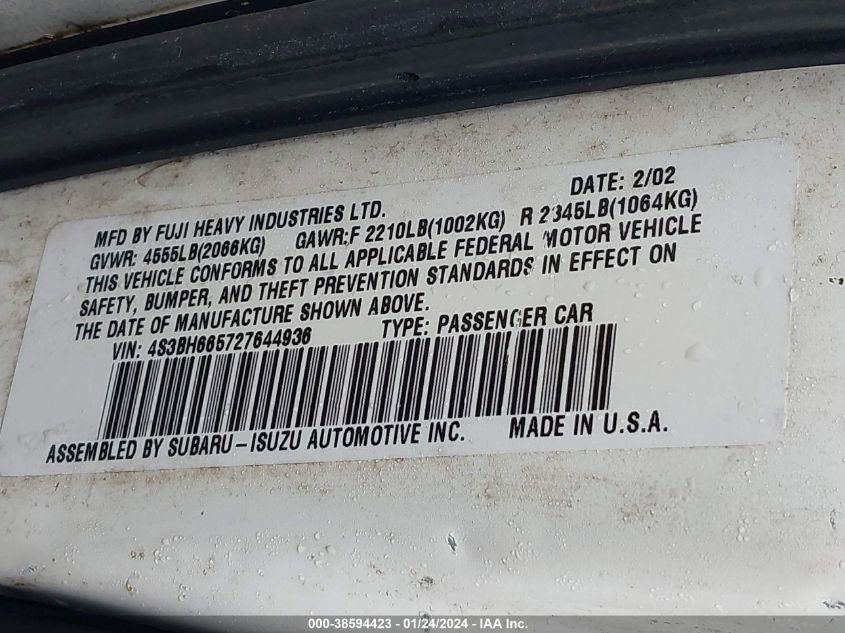 DATE: 2/02
MFD BY FUJI HEAVY INDUSTRIES LTD.
GVWR: 4555LB(2066KG) GAWR:F 2210LB(1002KG) R 2345LB(1064KG)
THIS VEHICLE CONFORMS TO ALL APPLICABLE FEDERAL MOTOR VEHICLE
SAFETY, BUMPER, AND THEFT PREVENTION STANDARDS IN EFFECT ON
THE DATE OF MANUFACTURE SHOWN ABOVE.
VIN: 4S3BH665727644936 TYPE: PASSENGER CAR
ASSEMBLED BY SUBARU-ISUZU AUTOMOTIVE INC. MADE IN U.S.A.
000-38594423 - 01/24/2024 - IAA Inc.